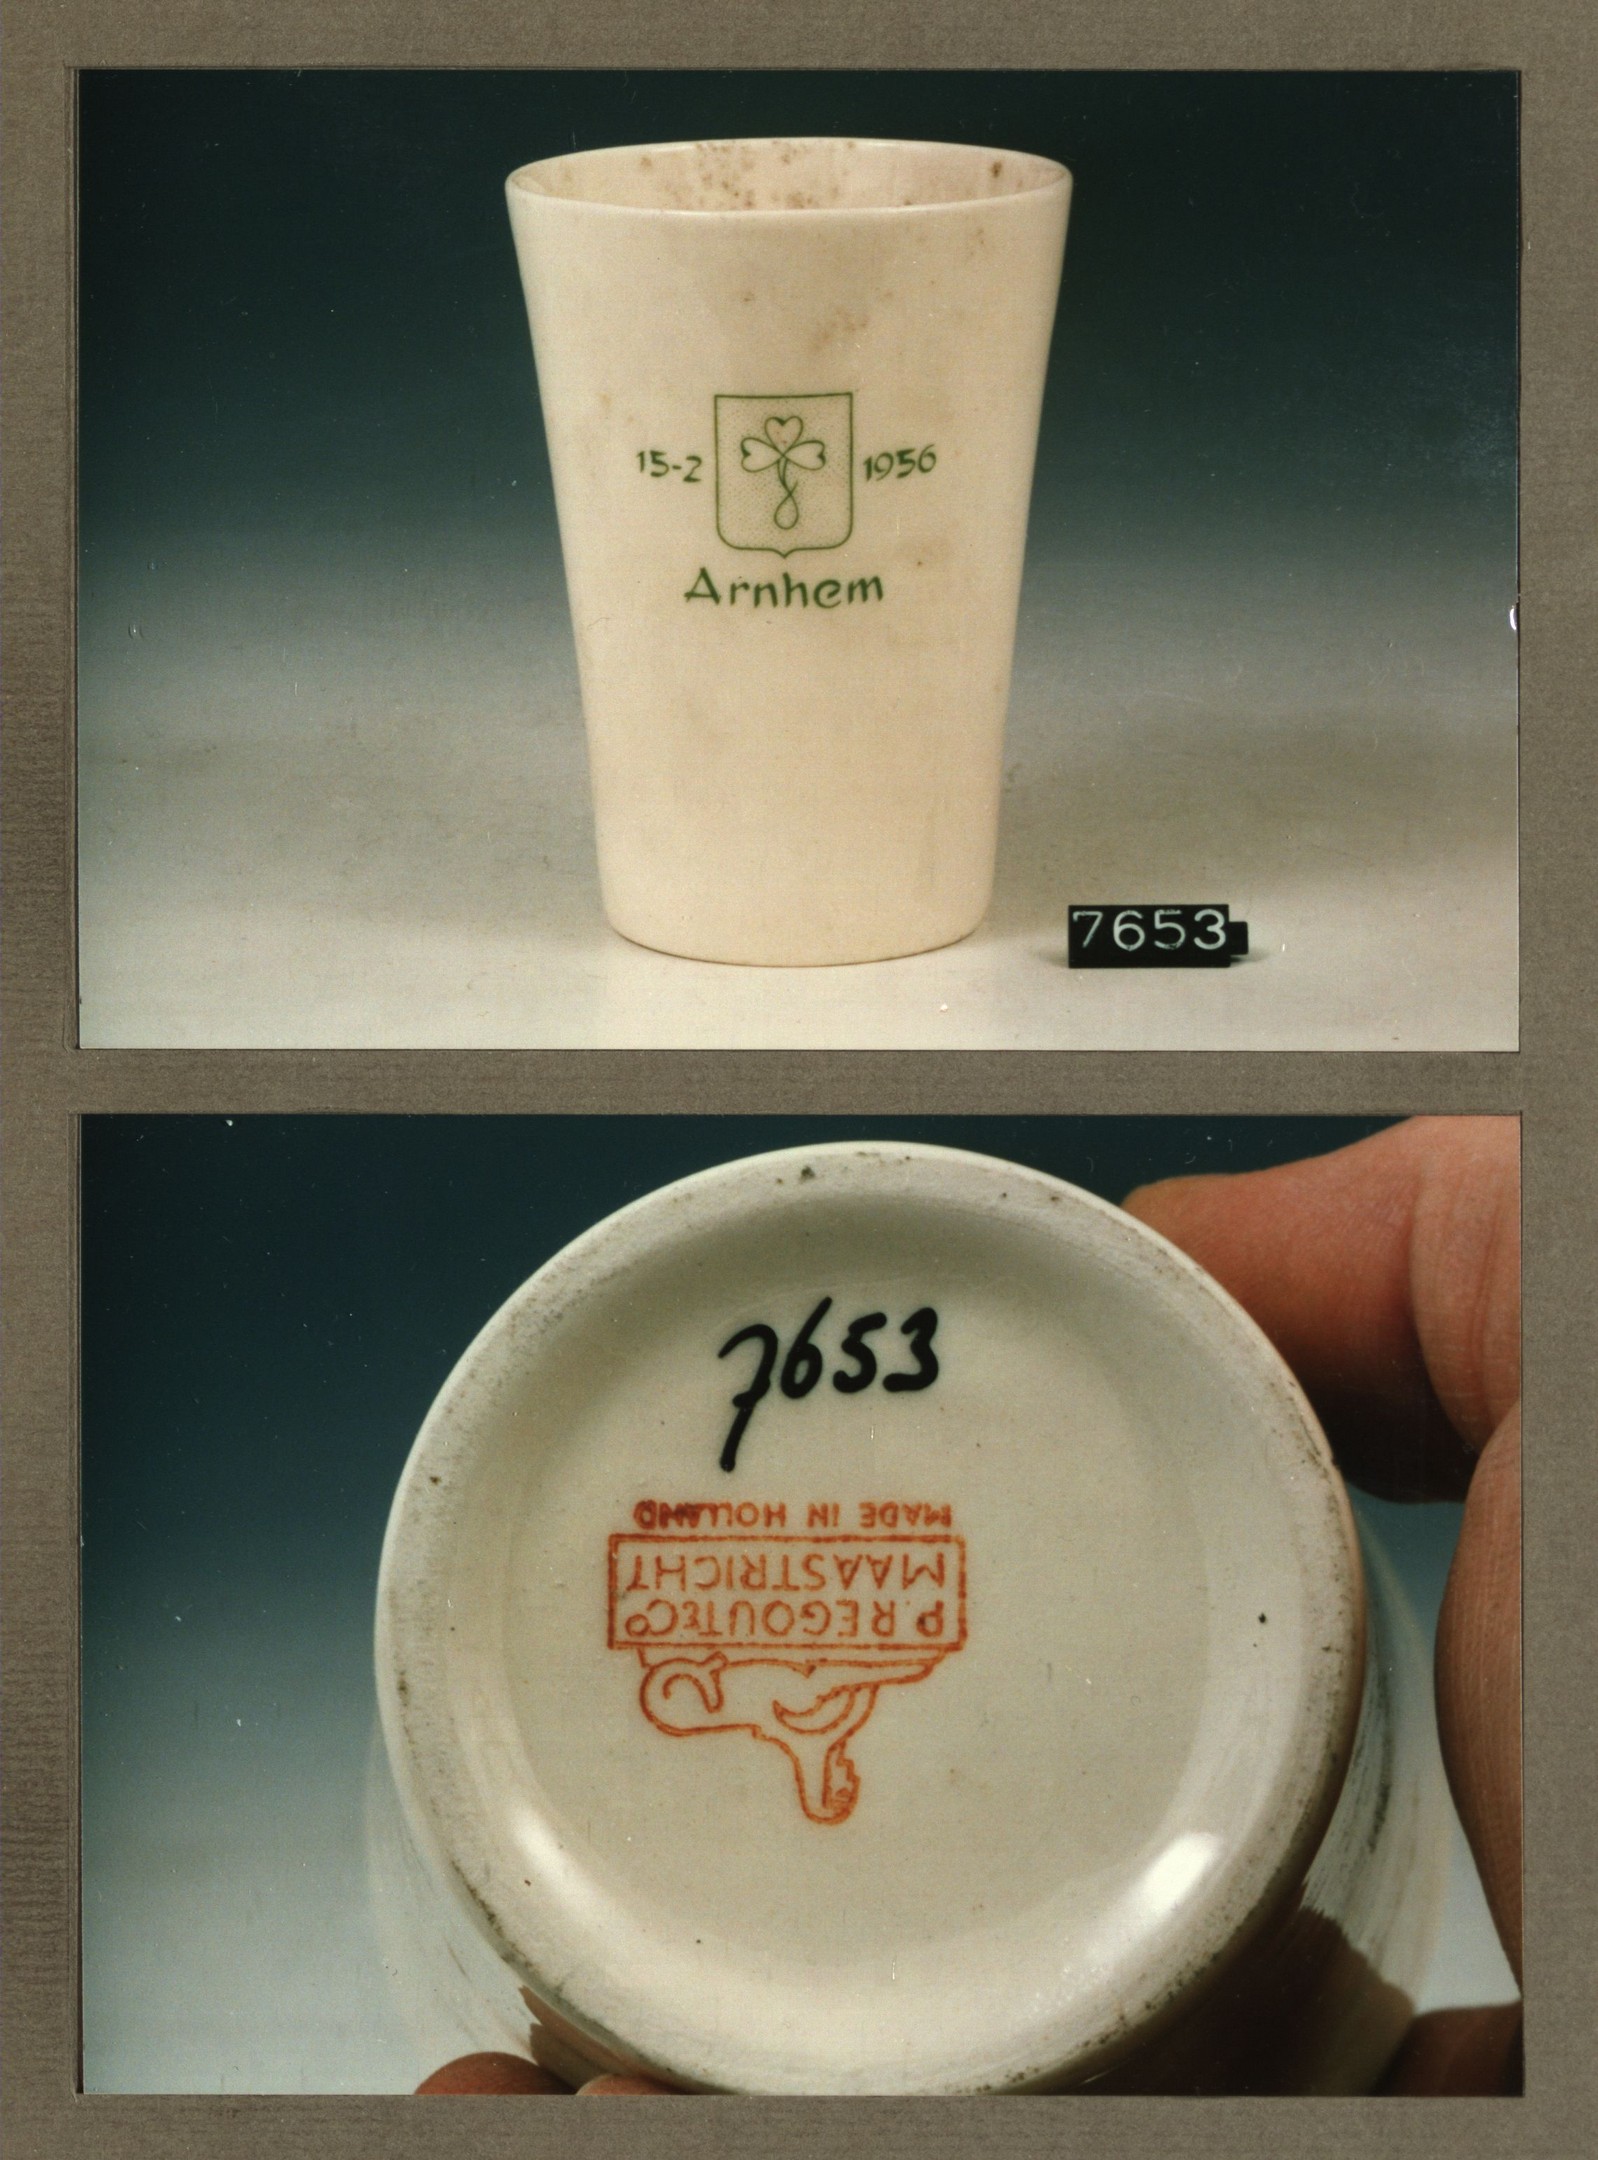 15-2 1956
Arnhem
7653
7653
P. REGOUT & Cº
MAASTRICHT
MADE IN HOLLAND